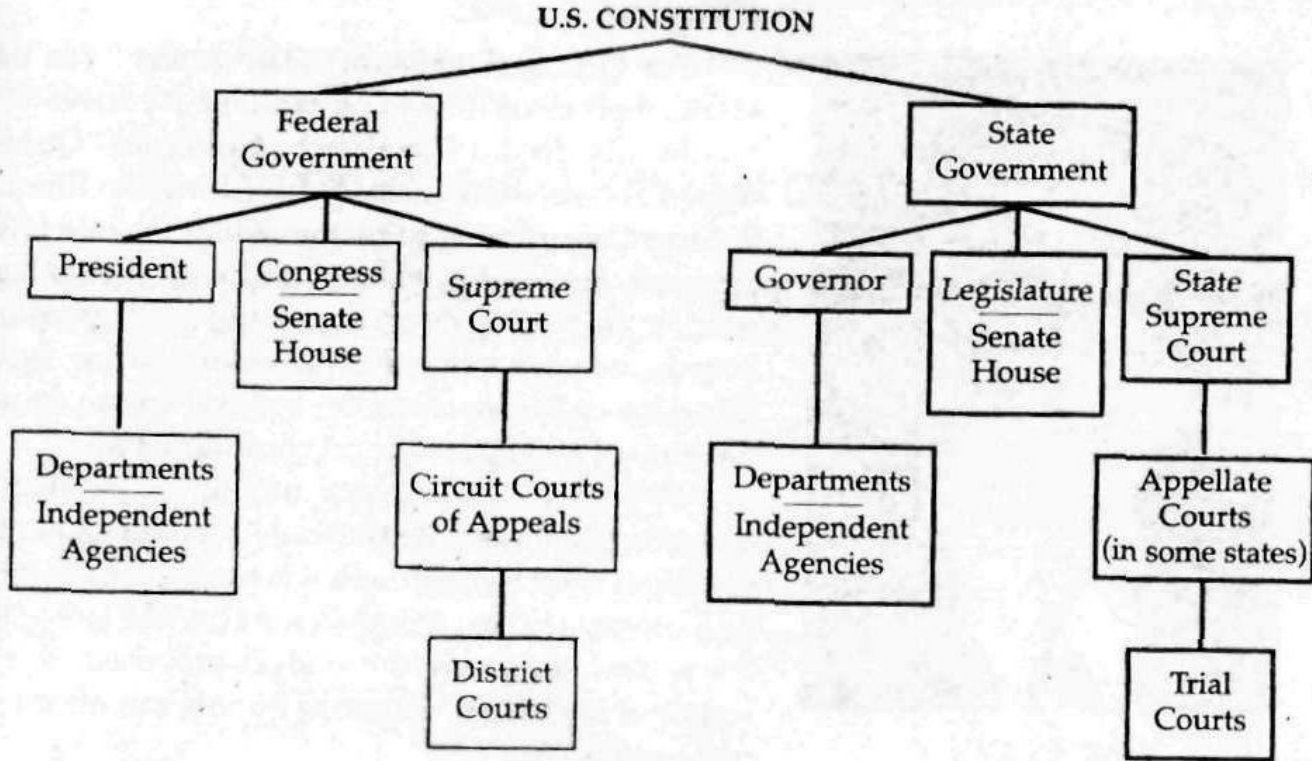 U.S. CONSTITUTION
Federal
Government
State
Government
President
Congress
Senate
House
Supreme
Court
Governor
Legislature
Senate
House
State
Supreme
Court
Departments
Independent
Agencies
Circuit Courts
of Appeals
Departments
Independent
Agencies
Appellate
Courts
(in some states)
District
Courts
Trial
Courts